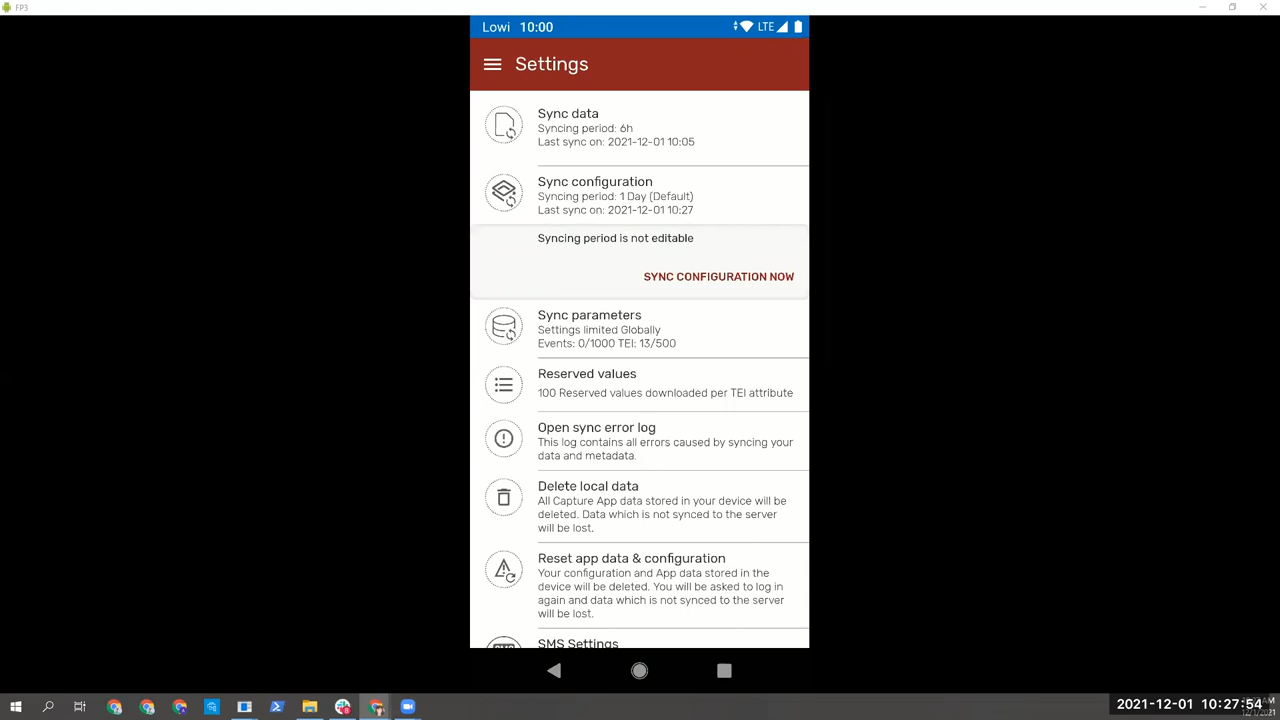 FP3
Lowi 10:00
LTE
Settings
Sync data
Syncing period: 6h
Last sync on: 2021-12-01 10:05
Sync configuration
Syncing period: 1 Day (Default)
Last sync on: 2021-12-01 10:27
Syncing period is not editable
SYNC CONFIGURATION NOW
Sync parameters
Settings limited Globally
Events: 0/1000 TEI: 13/500
Reserved values
100 Reserved values downloaded per TEI attribute
Open sync error log
This log contains all errors caused by syncing your
data and metadata.
Delete local data
All Capture App data stored in your device will be
deleted. Data which is not synced to the server
will be lost.
Reset app data & configuration
Your configuration and App data stored in the
device will be deleted. You will be asked to log in
again and data which is not synced to the server
will be lost.
SMS Settings
2021-12-01 10:27:54